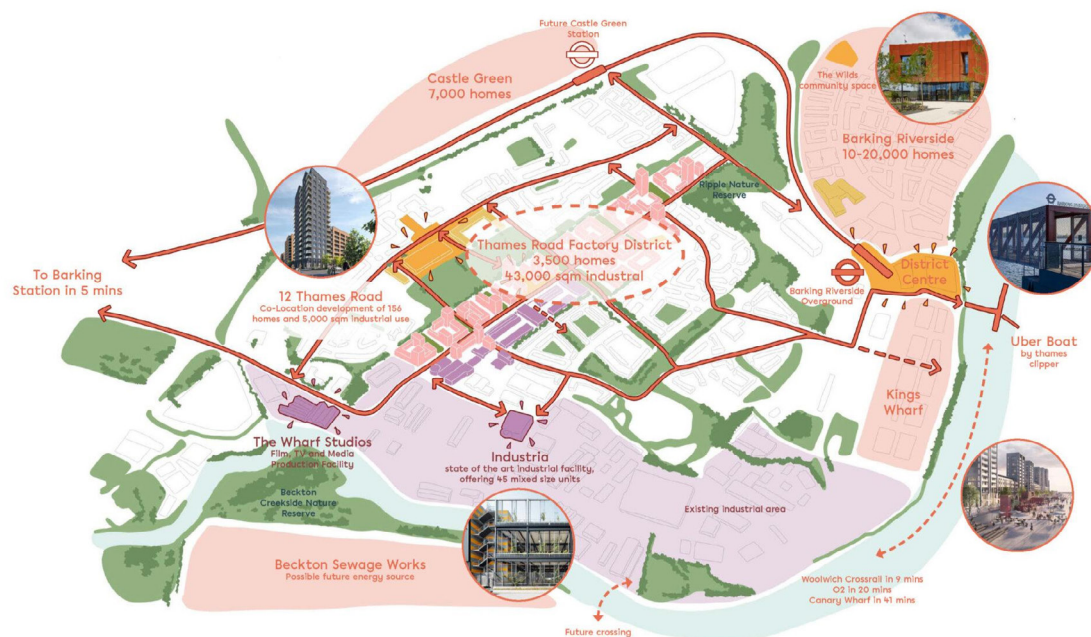 Future Castle Green
Station
Castle Green
7,000 homes
The Wilds
community space
Barking Riverside
10-20,000 homes
Ripple Nature
Reserve
Thames Road Factory District
3,500 homes
43,000 sqm industral
To Barking
Station in 5 mins
12 Thames Road
Co-Location development of 156
homes and 5,000 sqm industrial use
Barking Riverside
Overground
District
Centre
Uber Boat
by thames
clipper
Kings
Wharf
The Wharf Studios
Film, TV and Media
Production Facility
Industria
state of the art industrial facility,
offering 45 mixed size units
Beckton
Creekside Nature
Reserve
Existing industrial area
Beckton Sewage Works
Possible future energy source
Woolwich Crossrail in 9 mins
O2 in 20 mins
Canary Wharf in 41 mins
Future crossing